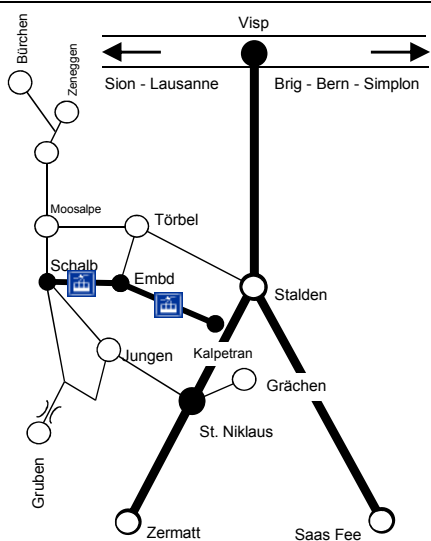 Visp
Bürchen
Zeneggen
Sion - Lausanne
Brig - Bern - Simplon
Moosalpe
Törbel
Schalb
Embd
Stalden
Jungen
Kalpetran
Grächen
St. Niklaus
Gruben
Zermatt
Saas Fee